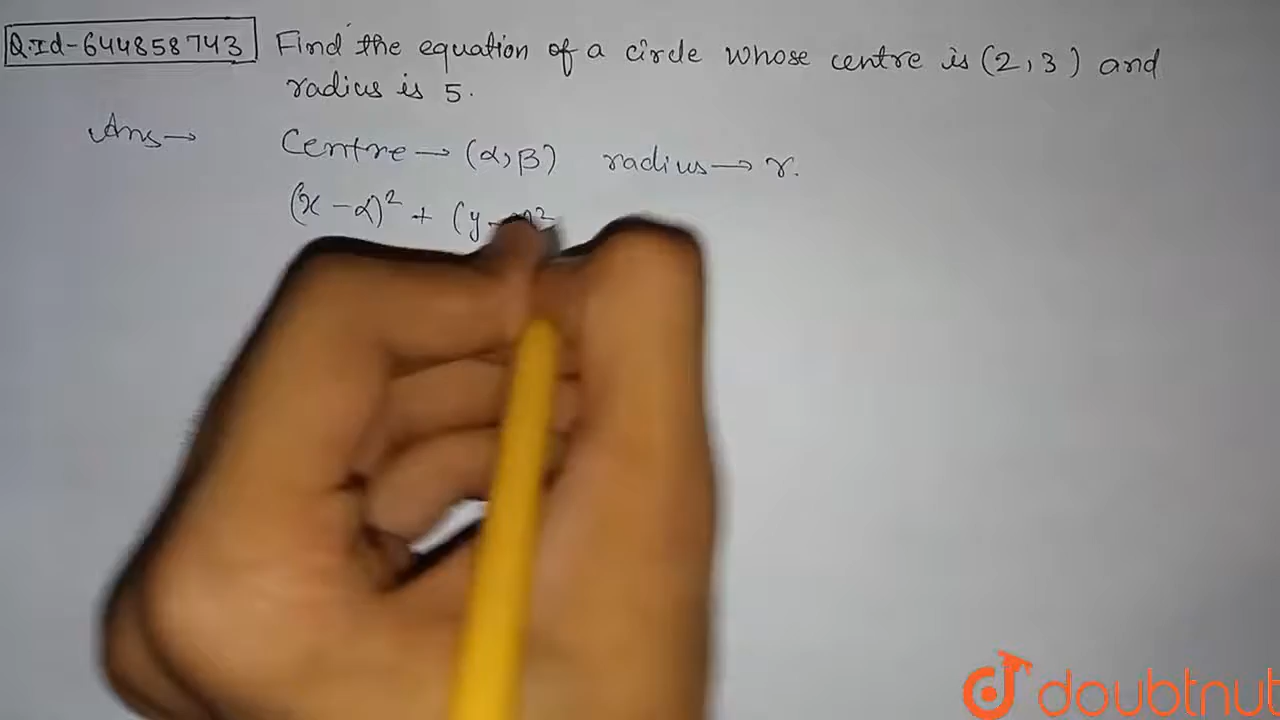 Q.Id-644858743 Find the equation of a circle whose centre is (2,3) and
radius is 5.
Ans→ Centre → (α,β) radius → r.
(x-α)² + (y-
doubtnut